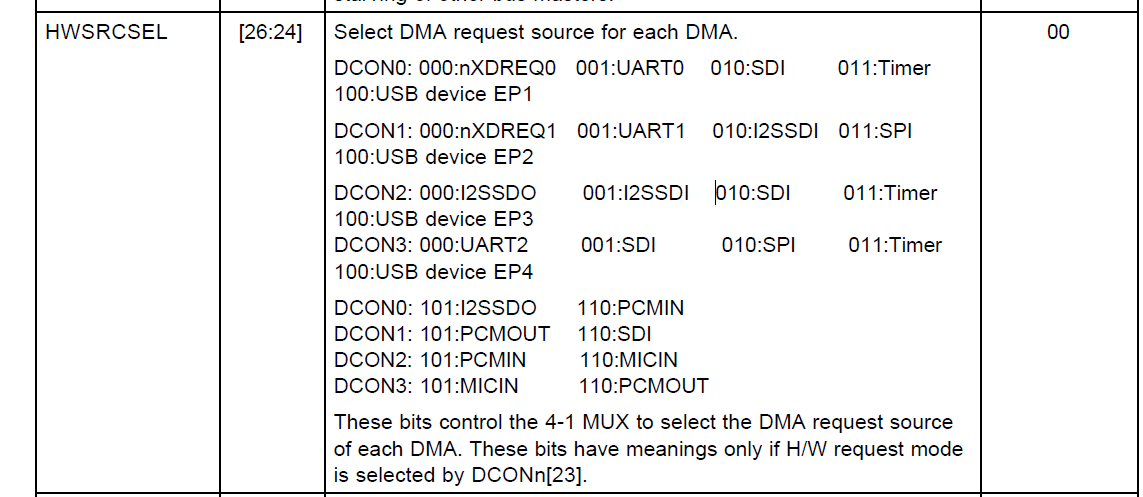 starving of other bus masters.
HWSRCSEL [26:24] Select DMA request source for each DMA. 00
DCON0: 000:nXDREQ0 001:UART0 010:SDI 011:Timer
100:USB device EP1
DCON1: 000:nXDREQ1 001:UART1 010:I2SSDI 011:SPI
100:USB device EP2
DCON2: 000:I2SSDO 001:I2SSDI 010:SDI 011:Timer
100:USB device EP3
DCON3: 000:UART2 001:SDI 010:SPI 011:Timer
100:USB device EP4
DCON0: 101:I2SSDO 110:PCMIN
DCON1: 101:PCMOUT 110:SDI
DCON2: 101:PCMIN 110:MICIN
DCON3: 101:MICIN 110:PCMOUT
These bits control the 4-1 MUX to select the DMA request source
of each DMA. These bits have meanings only if H/W request mode
is selected by DCONn[23].